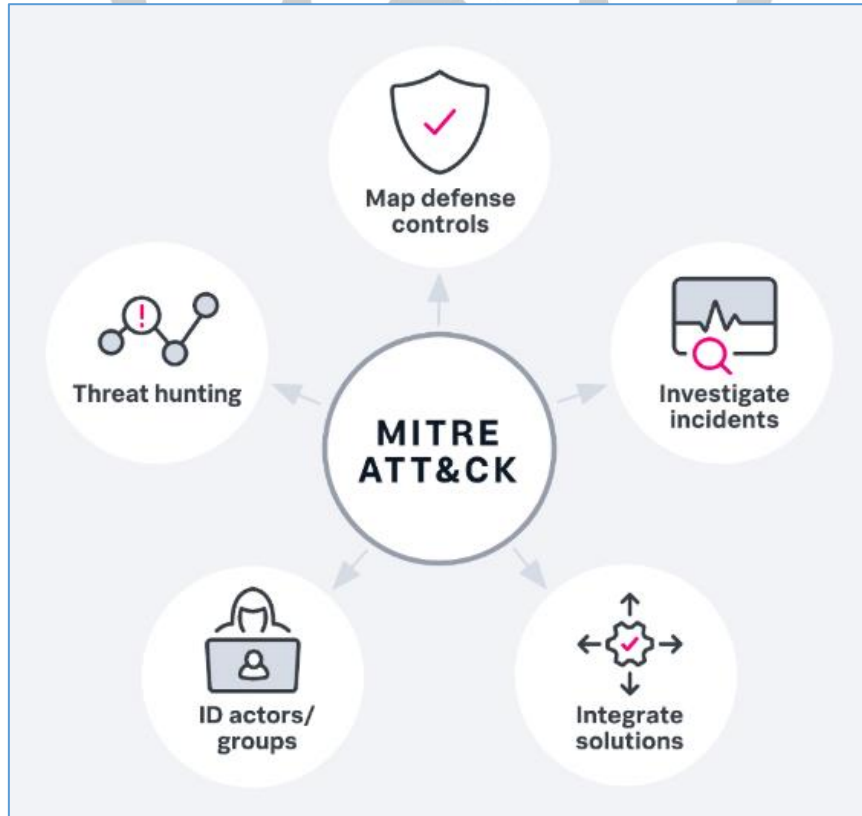 Map defense
controls
Threat hunting
Investigate
incidents
MITRE
ATT&CK
ID actors/
groups
Integrate
solutions